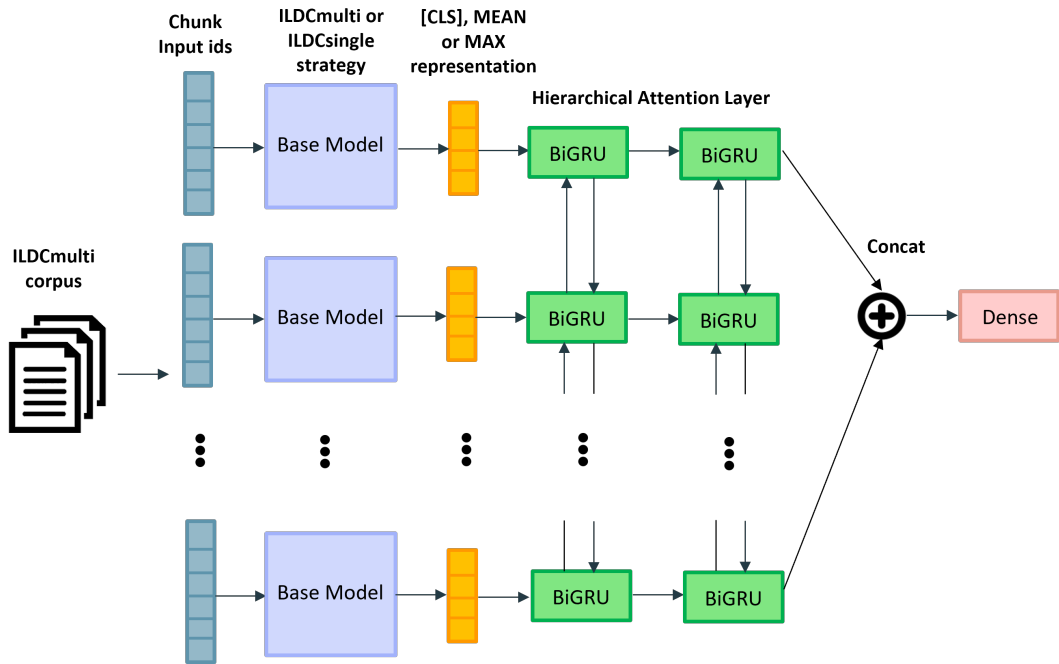 Chunk
Input ids
ILDCmulti or
ILDCsingle
strategy
[CLS], MEAN
or MAX
representation
Hierarchical Attention Layer
Base Model
BiGRU
BiGRU
ILDCmulti
corpus
Base Model
BiGRU
BiGRU
Concat
Dense
Base Model
BiGRU
BiGRU